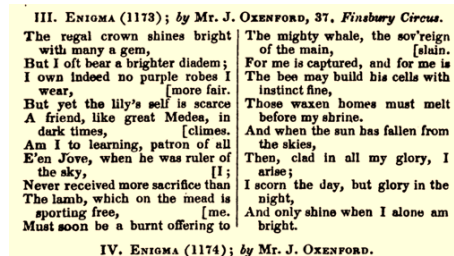 III. ENIGMA (1173); by Mr. J. OXENFORD, 37, Finsbury Circus.
The regal crown shines bright
with many a gem,
But I oft bear a brighter diadem;
I own indeed no purple robes I
wear, [more fair.
But yet the lily's self is scarce
A friend, like great Medea, in
dark times, [climes.
Am I to learning, patron of all
E'en Jove, when he was ruler of
the sky, [I;
Never received more sacrifice than
The lamb, which on the mead is
sporting free, [me.
Must soon be a burnt offering to
The mighty whale, the sov'reign
of the main, [slain.
For me is captured, and for me is
The bee may build his cells with
instinct fine,
Those waxen homes must melt
before my shrine.
And when the sun has fallen from
the skies,
Then, clad in all my glory, I
arise;
I scorn the day, but glory in the
night,
And only shine when I alone am
bright.
IV. ENIGMA (1174); by Mr. J. OXENFORD.